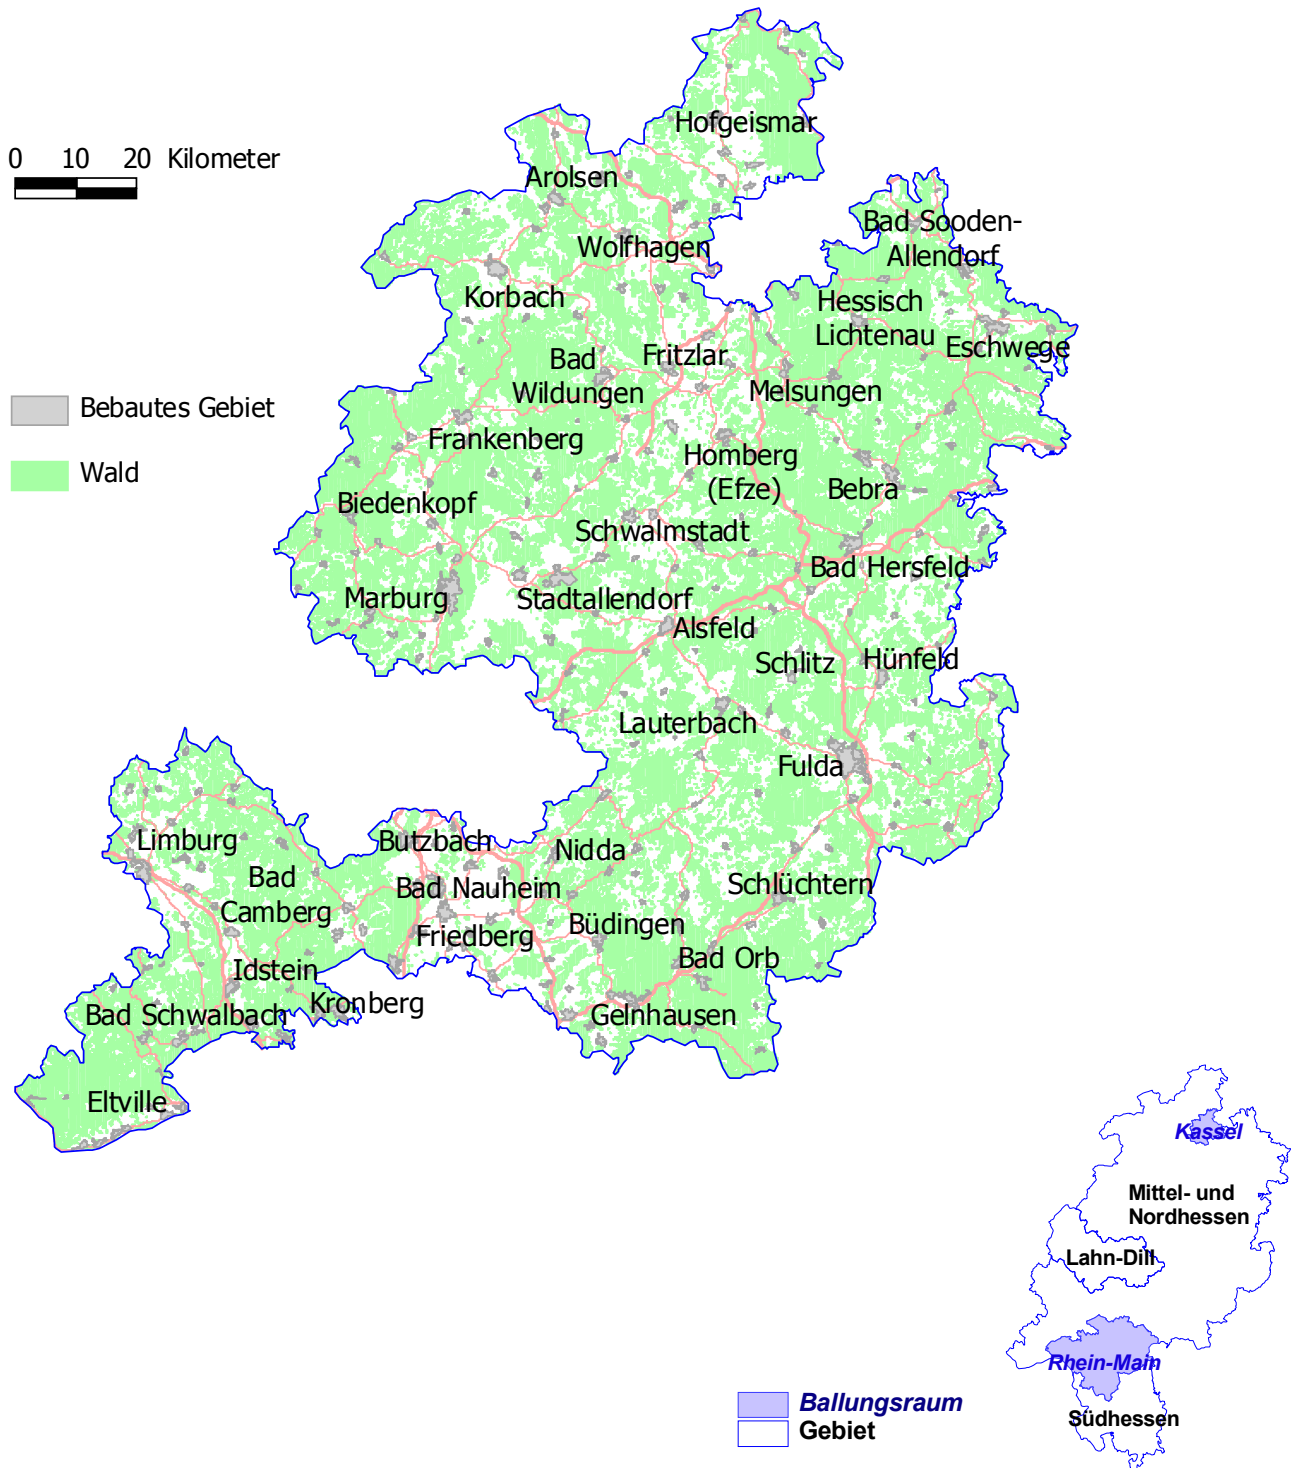 Hofgeismar
0 10 20 Kilometer
Arolsen
Bad Sooden-
Allendorf
Wolfhagen
Korbach
Hessisch
Lichtenau
Eschwege
Bad
Wildungen
Fritzlar
Melsungen
Bebautes Gebiet
Wald
Frankenberg
Homberg
(Efze)
Bebra
Biedenkopf
Schwalmstadt
Bad Hersfeld
Marburg
Stadtallendorf
Alsfeld
Schlitz
Hünfeld
Lauterbach
Fulda
Limburg
Butzbach
Nidda
Bad
Camberg
Bad Nauheim
Schlüchtern
Friedberg
Büdingen
Bad Orb
Idstein
Kronberg
Bad Schwalbach
Gelnhausen
Eltville
Kassel
Mittel- und
Nordhessen
Lahn-Dill
Rhein-Main
Südhessen
Ballungsraum
Gebiet